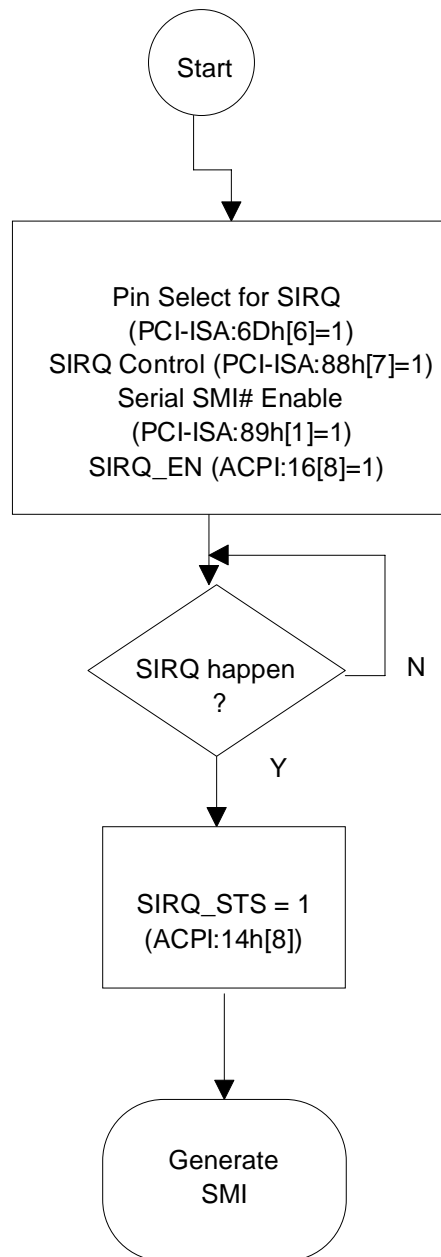 Start
Pin Select for SIRQ
(PCI-ISA:6Dh[6]=1)
SIRQ Control (PCI-ISA:88h[7]=1)
Serial SMI# Enable
(PCI-ISA:89h[1]=1)
SIRQ_EN (ACPI:16[8]=1)
SIRQ happen
?
N
Y
SIRQ_STS = 1
(ACPI:14h[8])
Generate
SMI